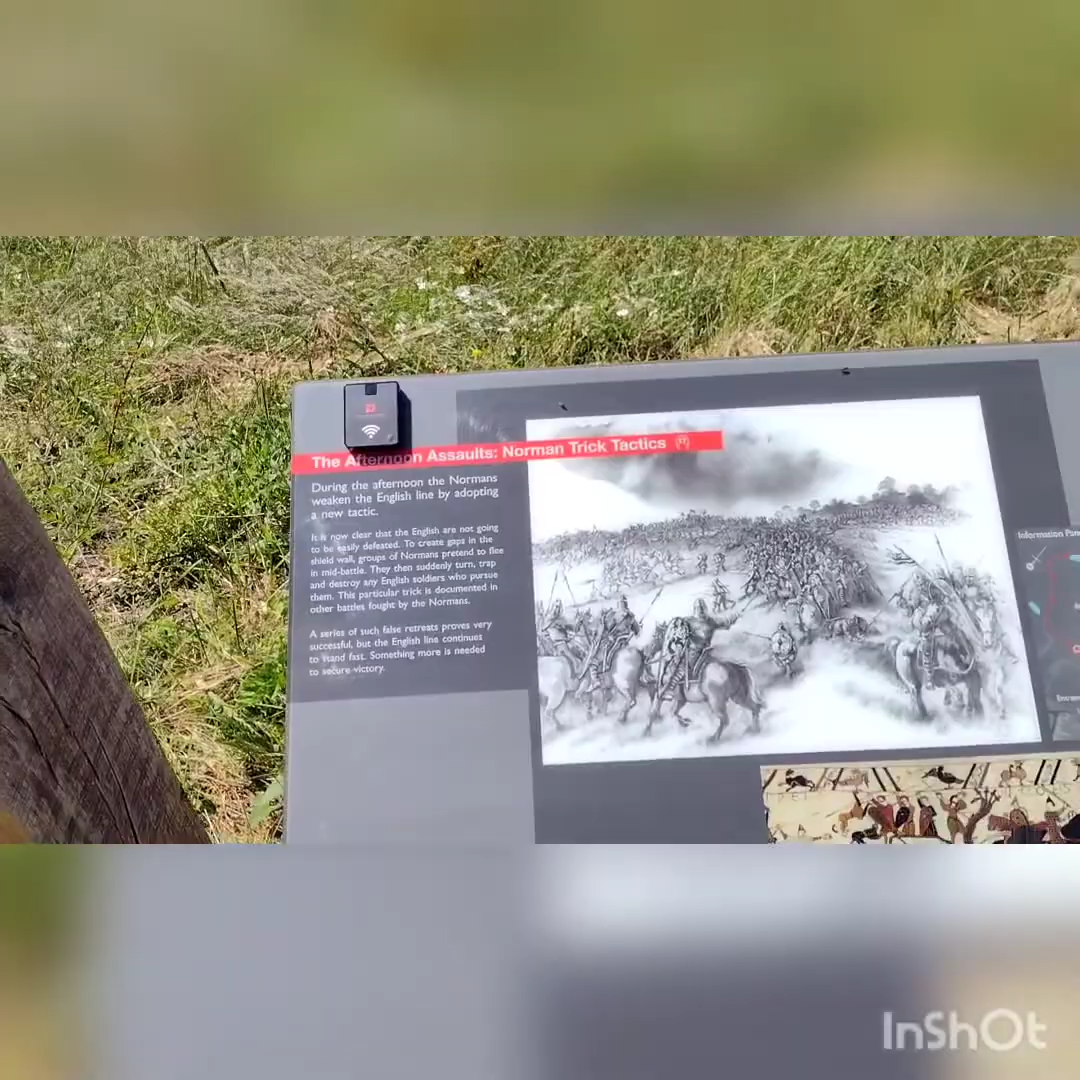 The Afternoon Assaults: Norman Trick Tactics
During the afternoon the Normans
weaken the English line by adopting
a new tactic.
It is now clear that the English are not going
to be easily defeated. To create gaps in the
shield wall, groups of Normans pretend to flee
in mid-battle. They then suddenly turn, trap
and destroy any English soldiers who pursue
them. This particular trick is documented in
other battles fought by the Normans.
A series of such false retreats proves very
successful, but the English line continues
to stand fast. Something more is needed
to secure victory.
Information
InShOt